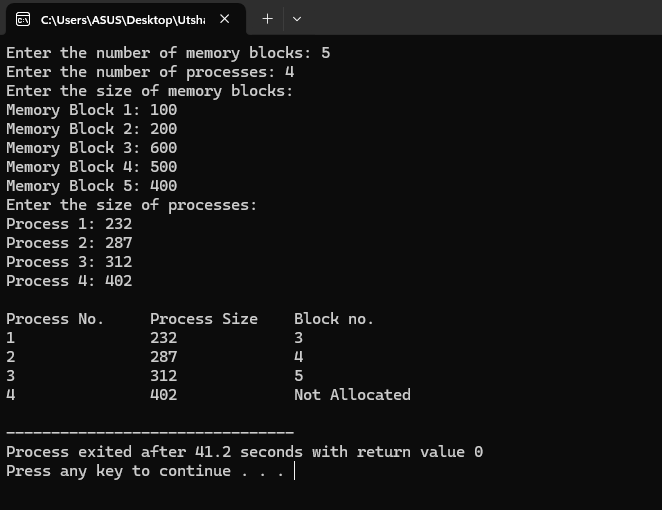 C:\Users\ASUS\Desktop\Utsha
Enter the number of memory blocks: 5
Enter the number of processes: 4
Enter the size of memory blocks:
Memory Block 1: 100
Memory Block 2: 200
Memory Block 3: 600
Memory Block 4: 500
Memory Block 5: 400
Enter the size of processes:
Process 1: 232
Process 2: 287
Process 3: 312
Process 4: 402
Process No. Process Size Block no.
1 232 3
2 287 4
3 312 5
4 402 Not Allocated
--------------------------------
Process exited after 41.2 seconds with return value 0
Press any key to continue . . .